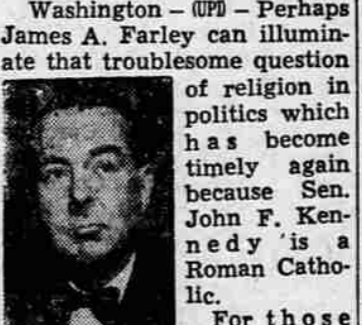 Washington – (UPI) – Perhaps
James A. Farley can illumin-
ate that troublesome question
of religion in
politics which
has become
timely again
because Sen.
John F. Ken-
nedy is a
Roman Catho-
lic.
For those